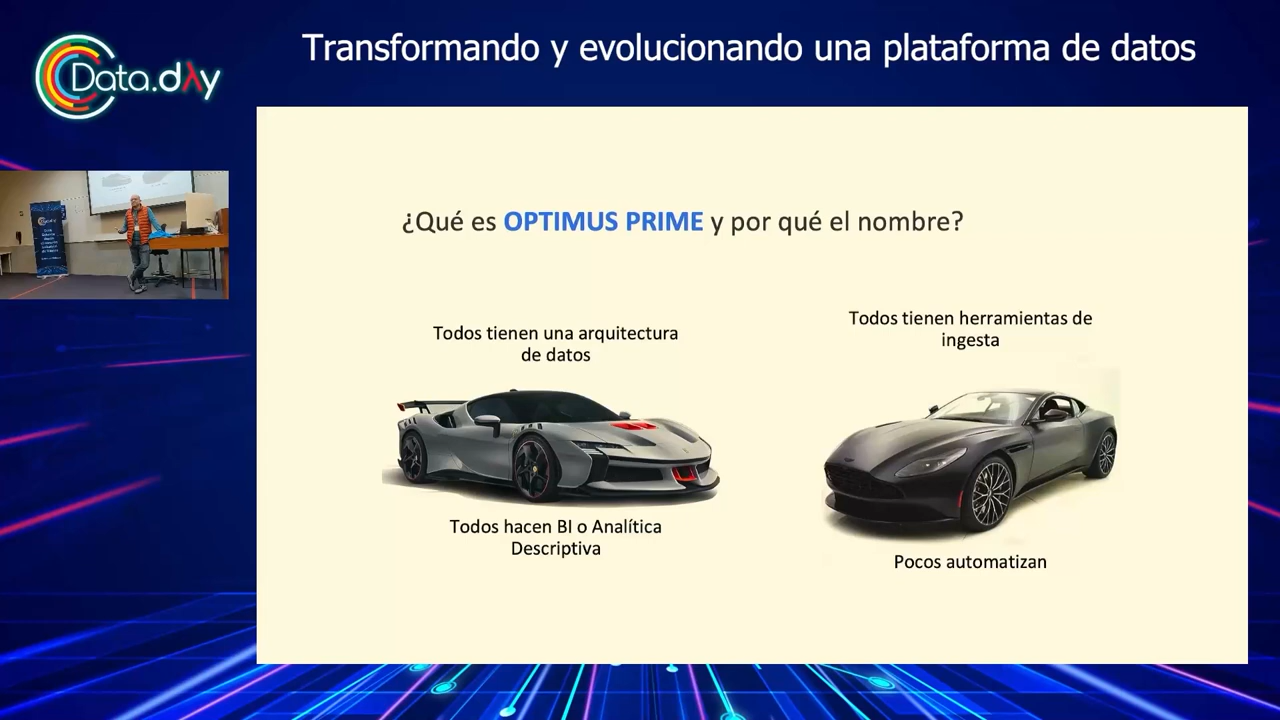 Transformando y evolucionando una plataforma de datos
Data.dλy
¿Qué es OPTIMUS PRIME y por qué el nombre?
Todos tienen una arquitectura
de datos
Todos hacen BI o Analítica
Descriptiva
Todos tienen herramientas de
ingesta
Pocos automatizan